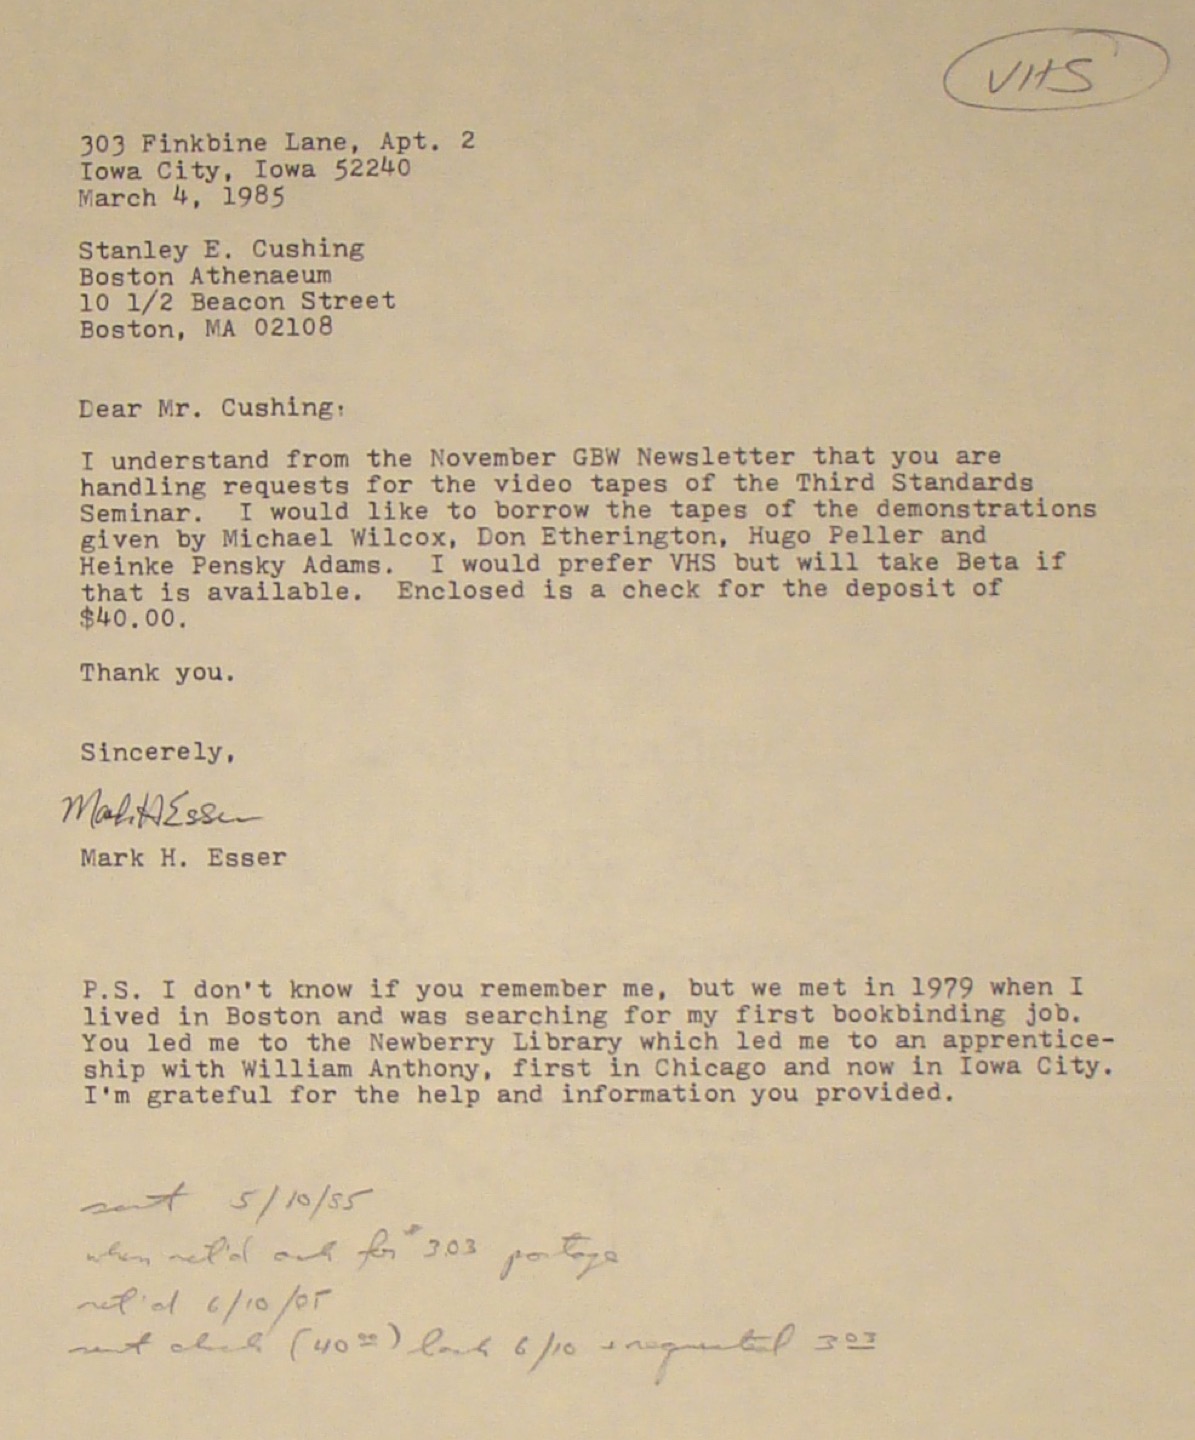 VHS
303 Finkbine Lane, Apt. 2
Iowa City, Iowa 52240
March 4, 1985
Stanley E. Cushing
Boston Athenaeum
10 1/2 Beacon Street
Boston, MA 02108
Dear Mr. Cushing:
I understand from the November GBW Newsletter that you are
handling requests for the video tapes of the Third Standards
Seminar.  I would like to borrow the tapes of the demonstrations
given by Michael Wilcox, Don Etherington, Hugo Peller and
Heinke Pensky Adams.  I would prefer VHS but will take Beta if
that is available.  Enclosed is a check for the deposit of
$40.00.
Thank you.
Sincerely,
Mark H Esser
Mark H. Esser
P.S. I don't know if you remember me, but we met in 1979 when I
lived in Boston and was searching for my first bookbinding job.
You led me to the Newberry Library which led me to an apprentice-
ship with William Anthony, first in Chicago and now in Iowa City.
I'm grateful for the help and information you provided.
sent 5/10/85
when ret'd ask for $3.03 postage
ret'd 6/10/85
sent check (40.00) back 6/10 + requested 3.03